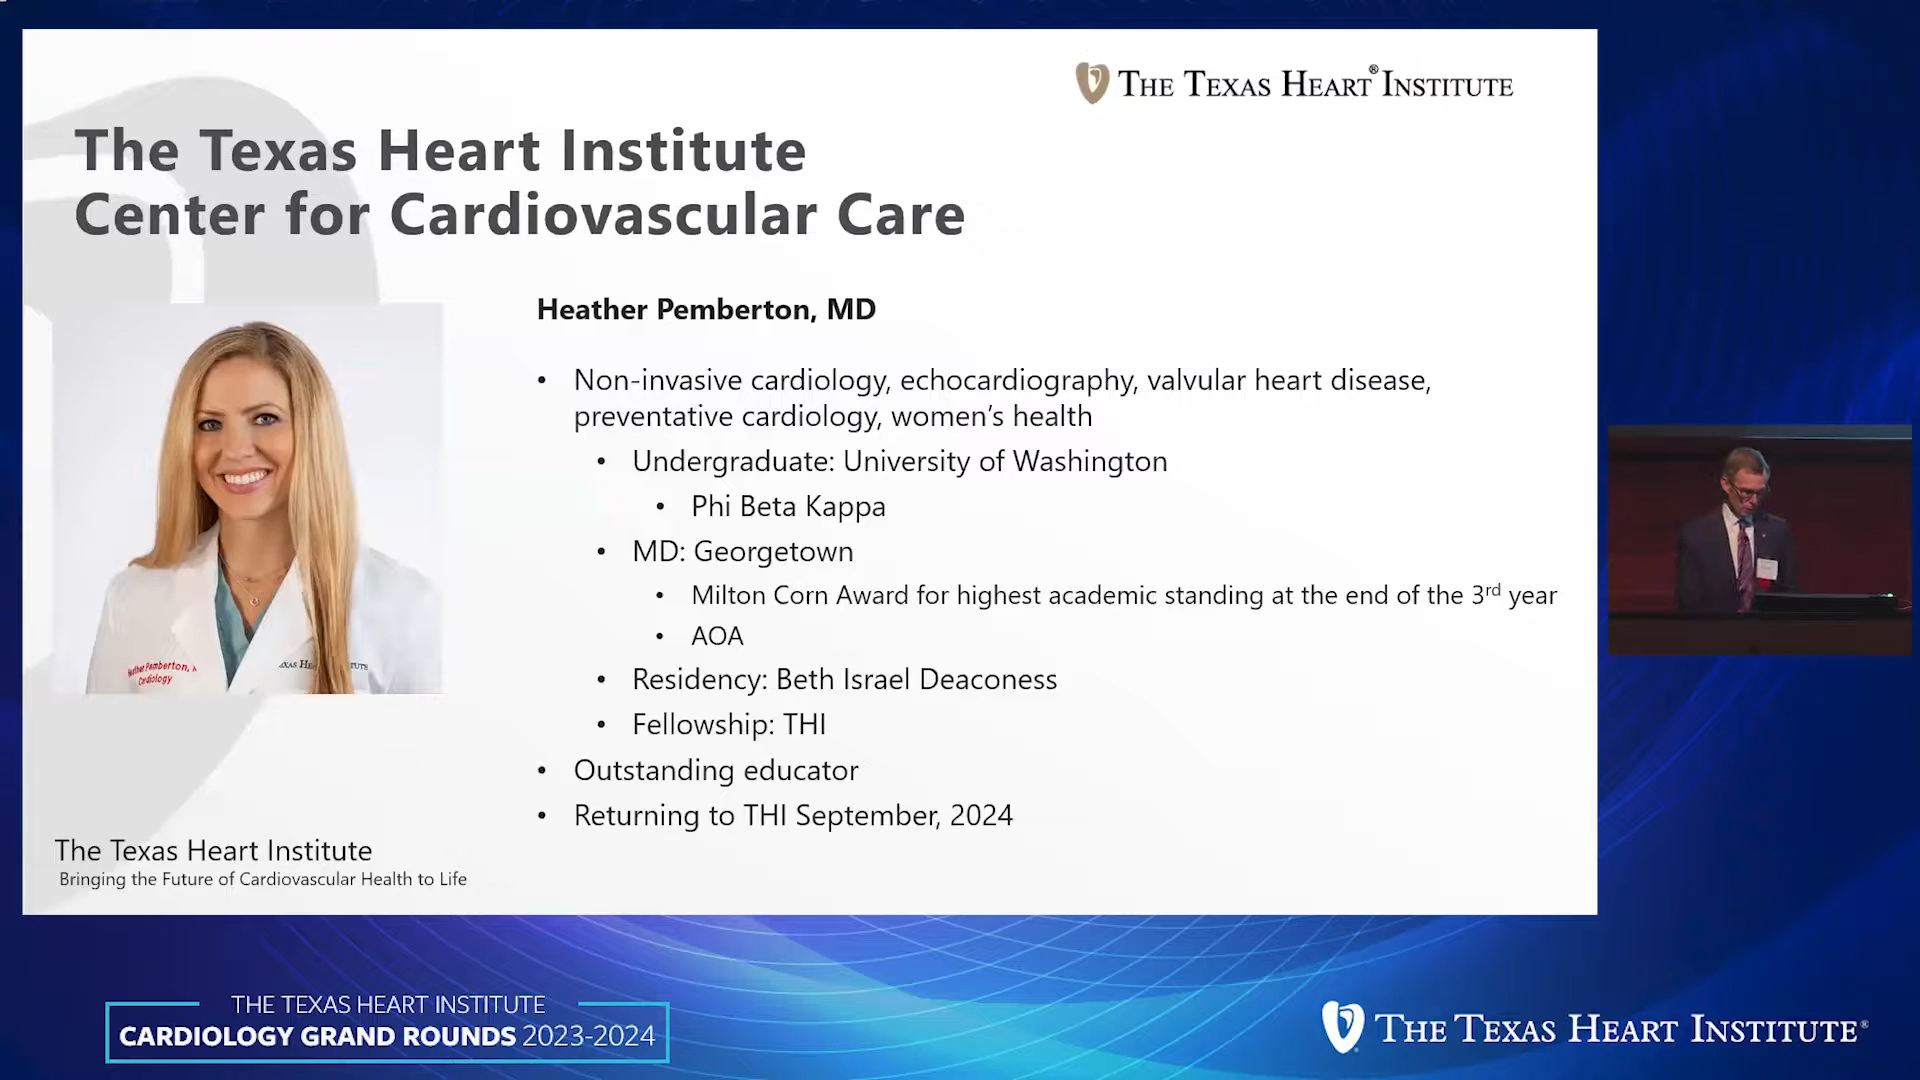 THE TEXAS HEART® INSTITUTE
The Texas Heart Institute
Center for Cardiovascular Care
Heather Pemberton, MD
• Non-invasive cardiology, echocardiography, valvular heart disease,
preventative cardiology, women's health
• Undergraduate: University of Washington
• Phi Beta Kappa
• MD: Georgetown
• Milton Corn Award for highest academic standing at the end of the 3rd year
• AOA
• Residency: Beth Israel Deaconess
• Fellowship: THI
• Outstanding educator
• Returning to THI September, 2024
Pemberton,
Cardiology
The Texas Heart Institute
Bringing the Future of Cardiovascular Health to Life
THE TEXAS HEART INSTITUTE
CARDIOLOGY GRAND ROUNDS 2023-2024
THE TEXAS HEART INSTITUTE®